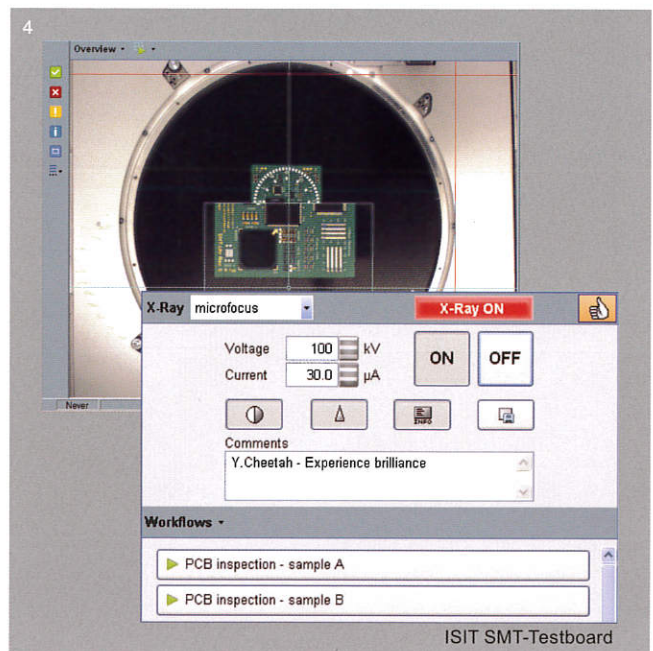 4
Overview
Never
X-Ray microfocus X-Ray ON
Voltage 100 kV ON OFF
Current 30.0 µA
INFO
Comments
Y.Cheetah - Experience brilliance
Workflows
PCB inspection - sample A
PCB inspection - sample B
ISIT SMT-Testboard